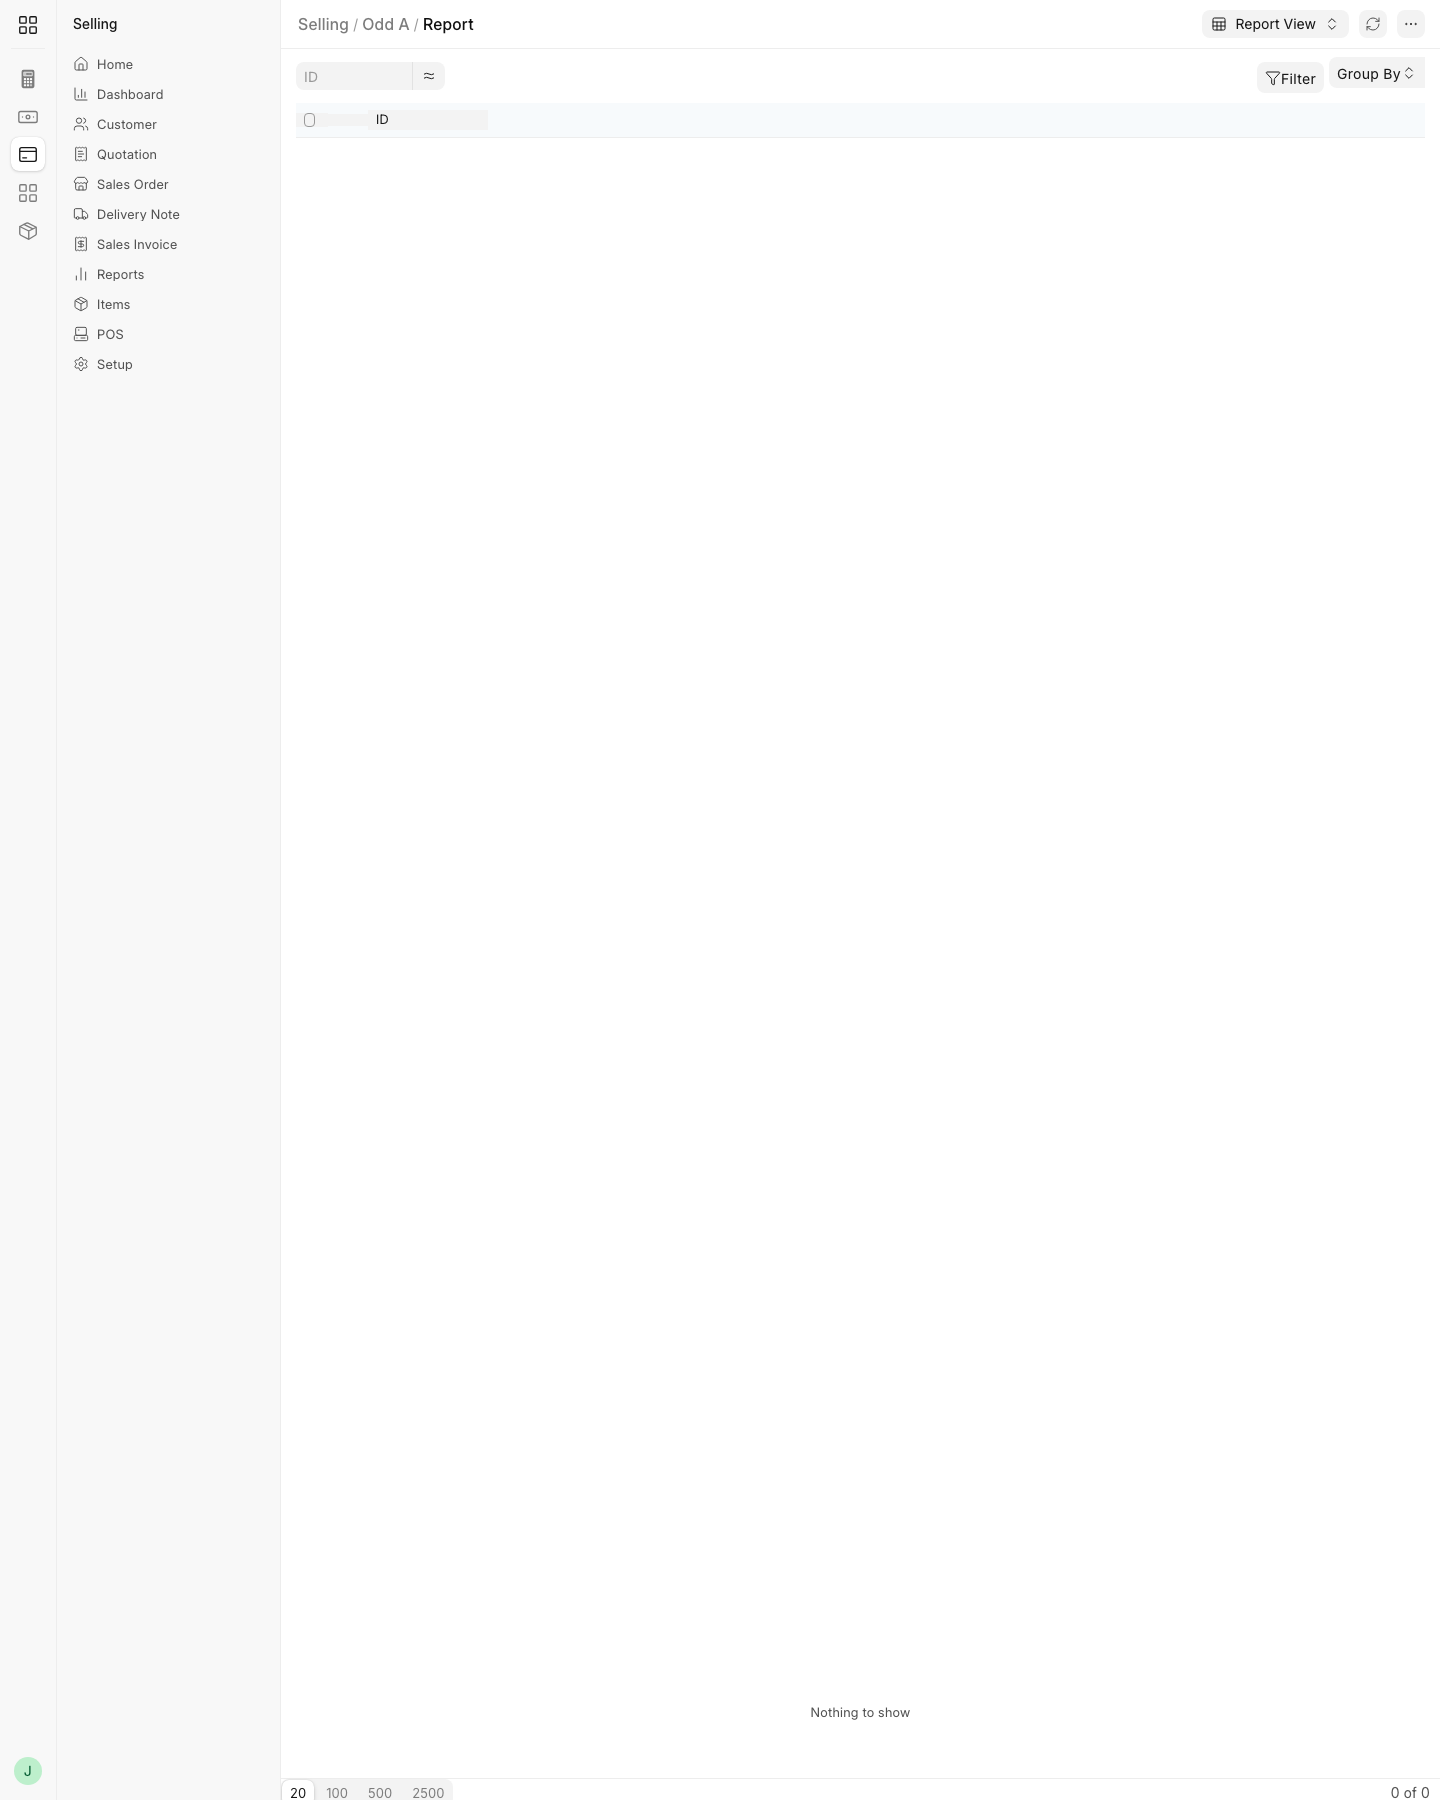 Selling
Home
Dashboard
Customer
Quotation
Sales Order
Delivery Note
Sales Invoice
Reports
Items
POS
Setup
J
Selling / Odd A / Report
Report View
ID ≈
Filter
Group By
ID
Nothing to show
20 100 500 2500
0 of 0